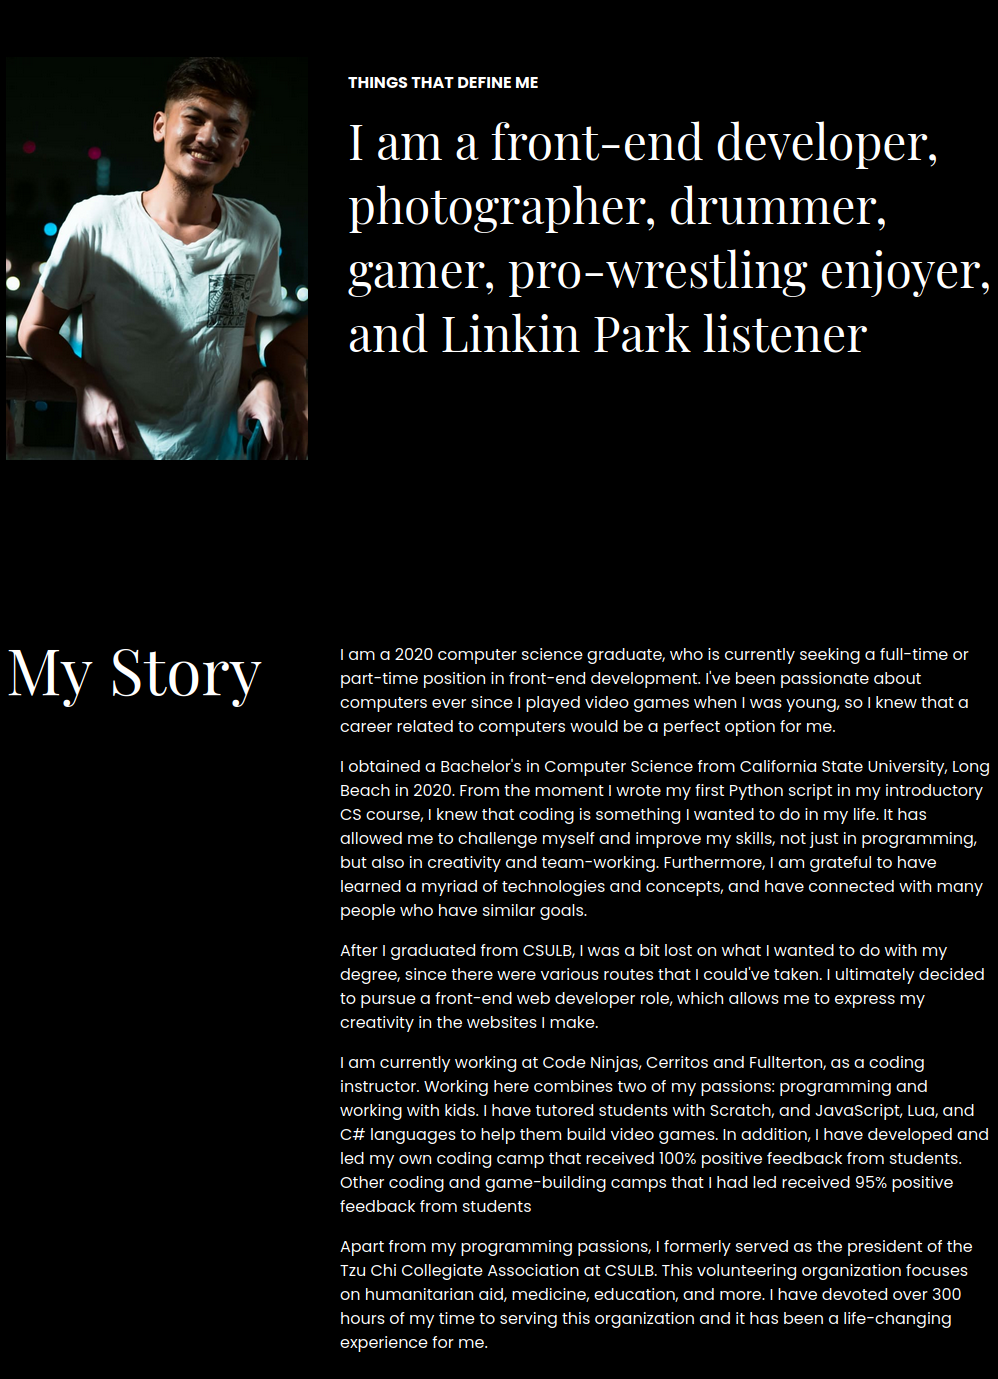 THINGS THAT DEFINE ME
I am a front-end developer,
photographer, drummer,
gamer, pro-wrestling enjoyer,
and Linkin Park listener
My Story
I am a 2020 computer science graduate, who is currently seeking a full-time or
part-time position in front-end development. I've been passionate about
computers ever since I played video games when I was young, so I knew that a
career related to computers would be a perfect option for me.
I obtained a Bachelor's in Computer Science from California State University, Long
Beach in 2020. From the moment I wrote my first Python script in my introductory
CS course, I knew that coding is something I wanted to do in my life. It has
allowed me to challenge myself and improve my skills, not just in programming,
but also in creativity and team-working. Furthermore, I am grateful to have
learned a myriad of technologies and concepts, and have connected with many
people who have similar goals.
After I graduated from CSULB, I was a bit lost on what I wanted to do with my
degree, since there were various routes that I could've taken. I ultimately decided
to pursue a front-end web developer role, which allows me to express my
creativity in the websites I make.
I am currently working at Code Ninjas, Cerritos and Fullterton, as a coding
instructor. Working here combines two of my passions: programming and
working with kids. I have tutored students with Scratch, and JavaScript, Lua, and
C# languages to help them build video games. In addition, I have developed and
led my own coding camp that received 100% positive feedback from students.
Other coding and game-building camps that I had led received 95% positive
feedback from students
Apart from my programming passions, I formerly served as the president of the
Tzu Chi Collegiate Association at CSULB. This volunteering organization focuses
on humanitarian aid, medicine, education, and more. I have devoted over 300
hours of my time to serving this organization and it has been a life-changing
experience for me.